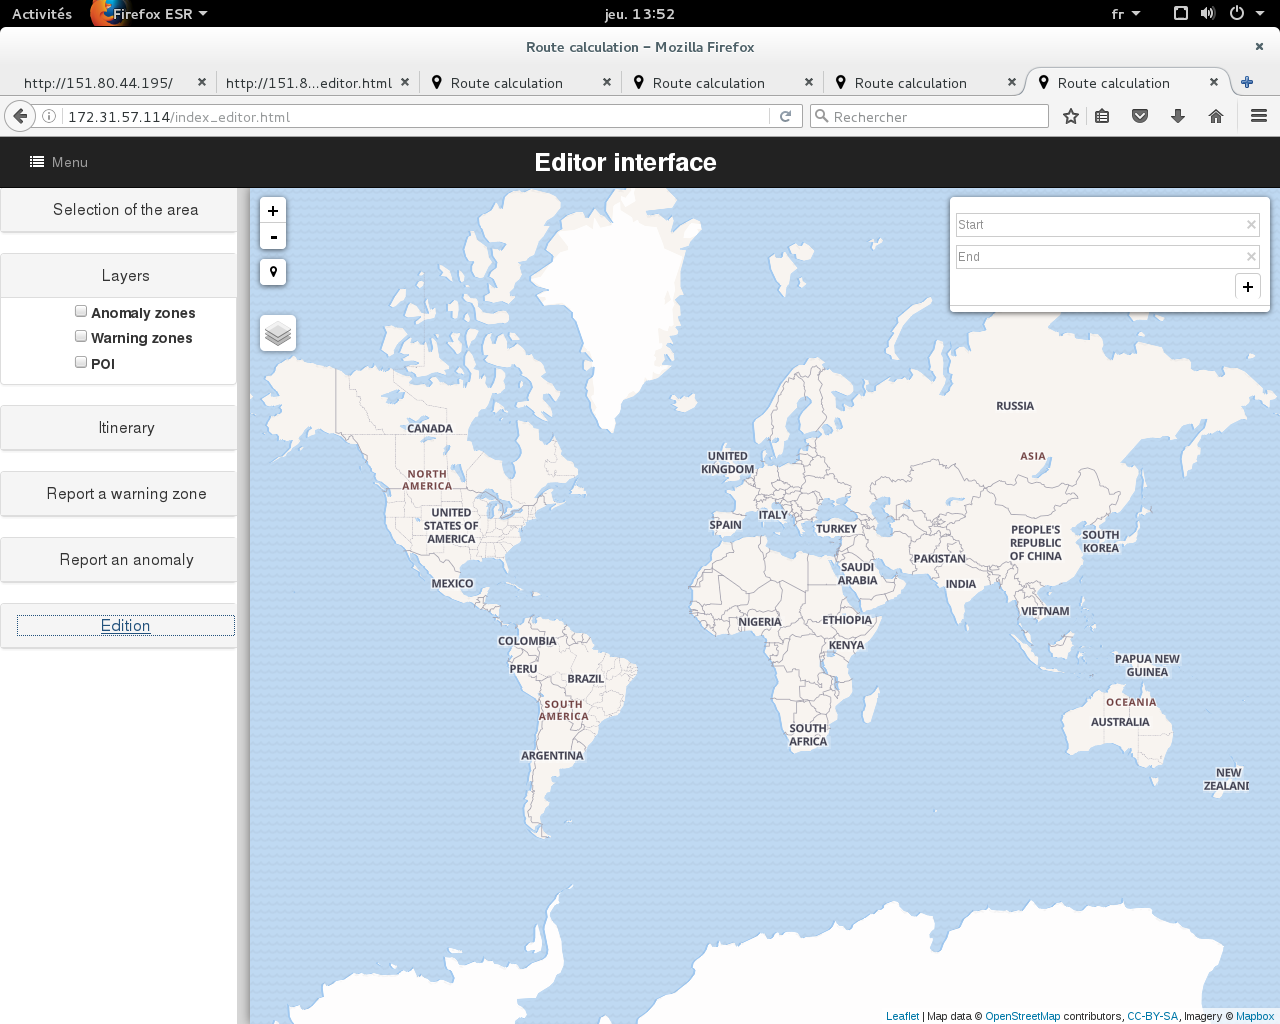 Activités Firefox ESR jeu. 13:52 fr
Route calculation – Mozilla Firefox
http://151.80.44.195/ http://151.8...editor.html Route calculation Route calculation Route calculation Route calculation
172.31.57.114/index_editor.html Rechercher
Menu Editor interface
Selection of the area
Layers
Anomaly zones
Warning zones
POI
Itinerary
Report a warning zone
Report an anomaly
Edition
+
-
Start
End
+
RUSSIA
CANADA
ASIA
UNITED
KINGDOM
NORTH
AMERICA
UNITED
STATES OF
AMERICA
ITALY
SPAIN
TURKEY
PEOPLE'S
REPUBLIC
OF CHINA
SOUTH
KOREA
PAKISTAN
SAUDI
ARABIA
MEXICO
INDIA
VIETNAM
NIGERIA
ETHIOPIA
COLOMBIA
KENYA
PERU
BRAZIL
PAPUA NEW
GUINEA
SOUTH
AMERICA
OCEANIA
AUSTRALIA
SOUTH
AFRICA
ARGENTINA
NEW
ZEALAND
Leaflet | Map data © OpenStreetMap contributors, CC-BY-SA, Imagery © Mapbox